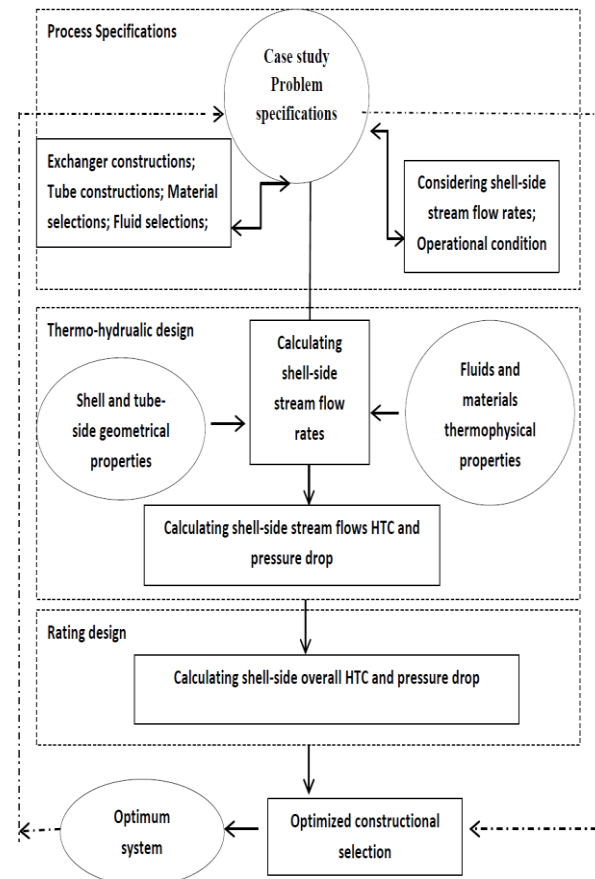 Process Specifications
Case study
Problem
specifications
Exchanger constructions;
Tube constructions; Material
selections; Fluid selections;
Considering shell-side
stream flow rates;
Operational condition
Thermo-hydrualic design
Calculating
shell-side
stream flow
rates
Shell and tube-
side geometrical
properties
Fluids and
materials
thermophysical
properties
Calculating shell-side stream flows HTC and
pressure drop
Rating design
Calculating shell-side overall HTC and pressure drop
Optimum
system
Optimized constructional
selection